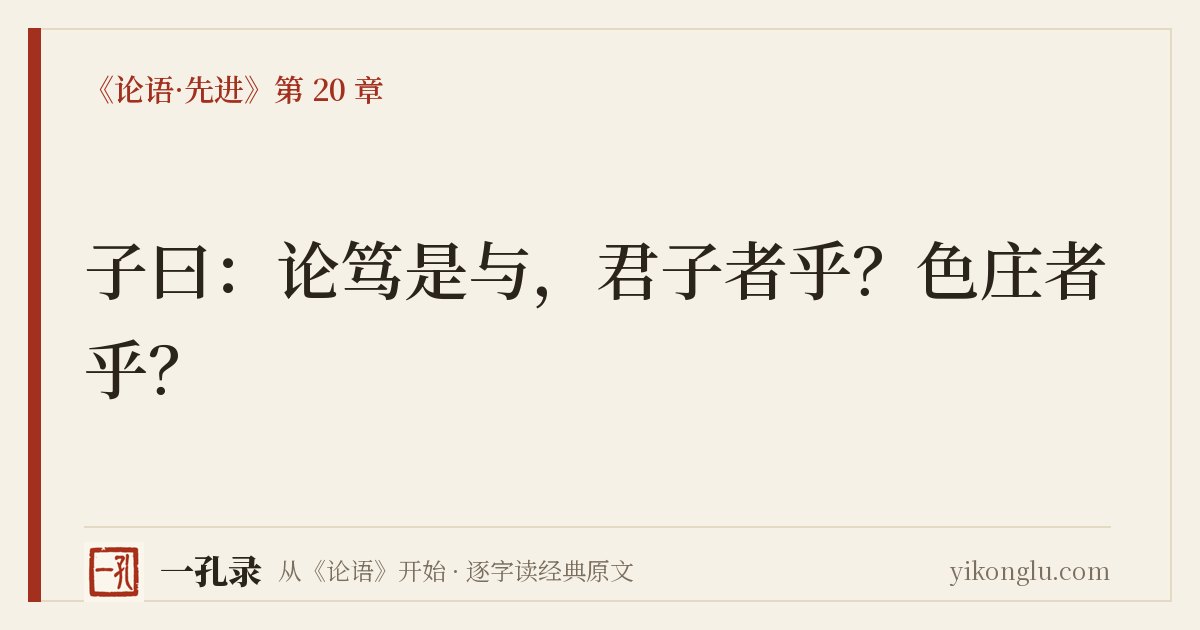 《论语·先进》第 20 章
子曰：论笃是与，君子者乎？色庄者
乎？
一孔
一孔录 从《论语》开始 · 逐字读经典原文 yikonglu.com